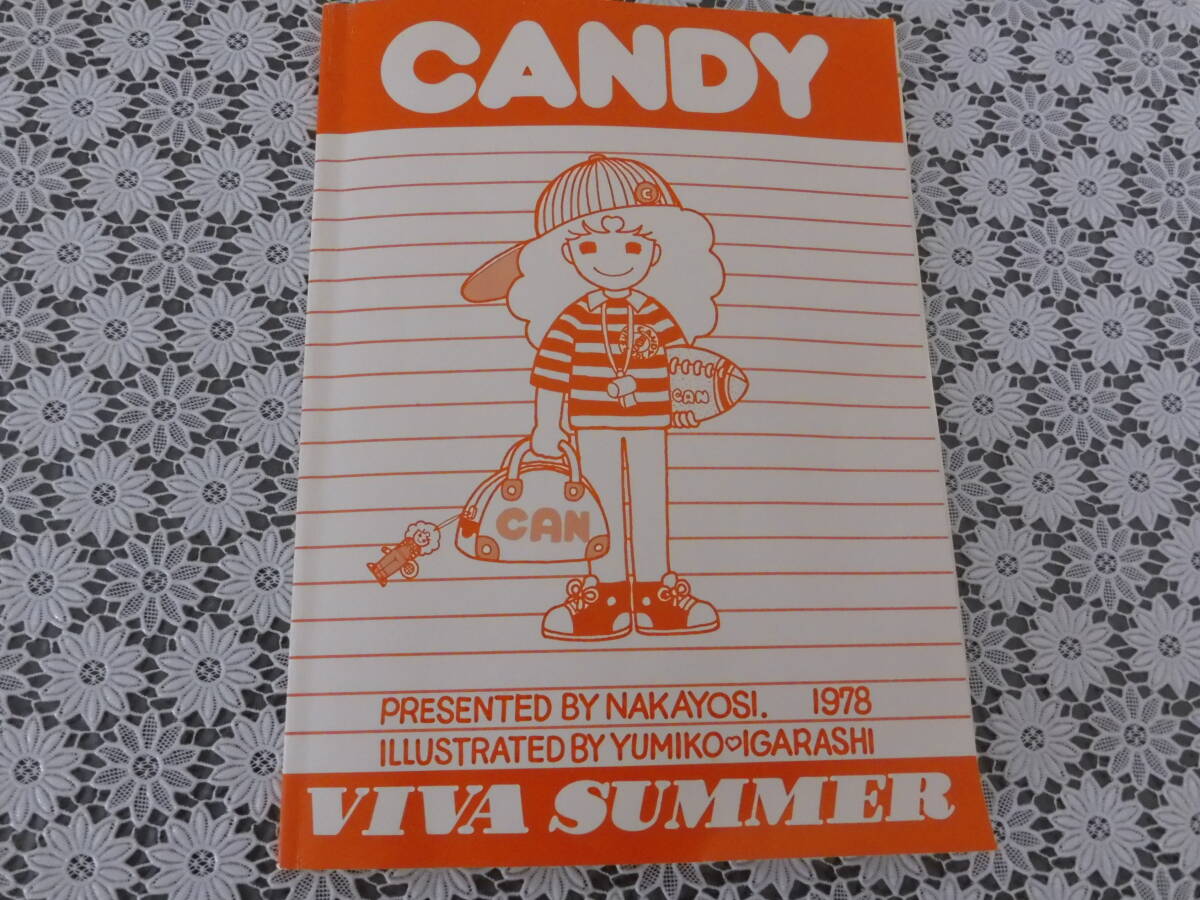 CANDY
C
CAN
CAN
PRESENTED BY NAKAYOSI. 1978
ILLUSTRATED BY YUMIKO♡IGARASHI
VIVA SUMMER